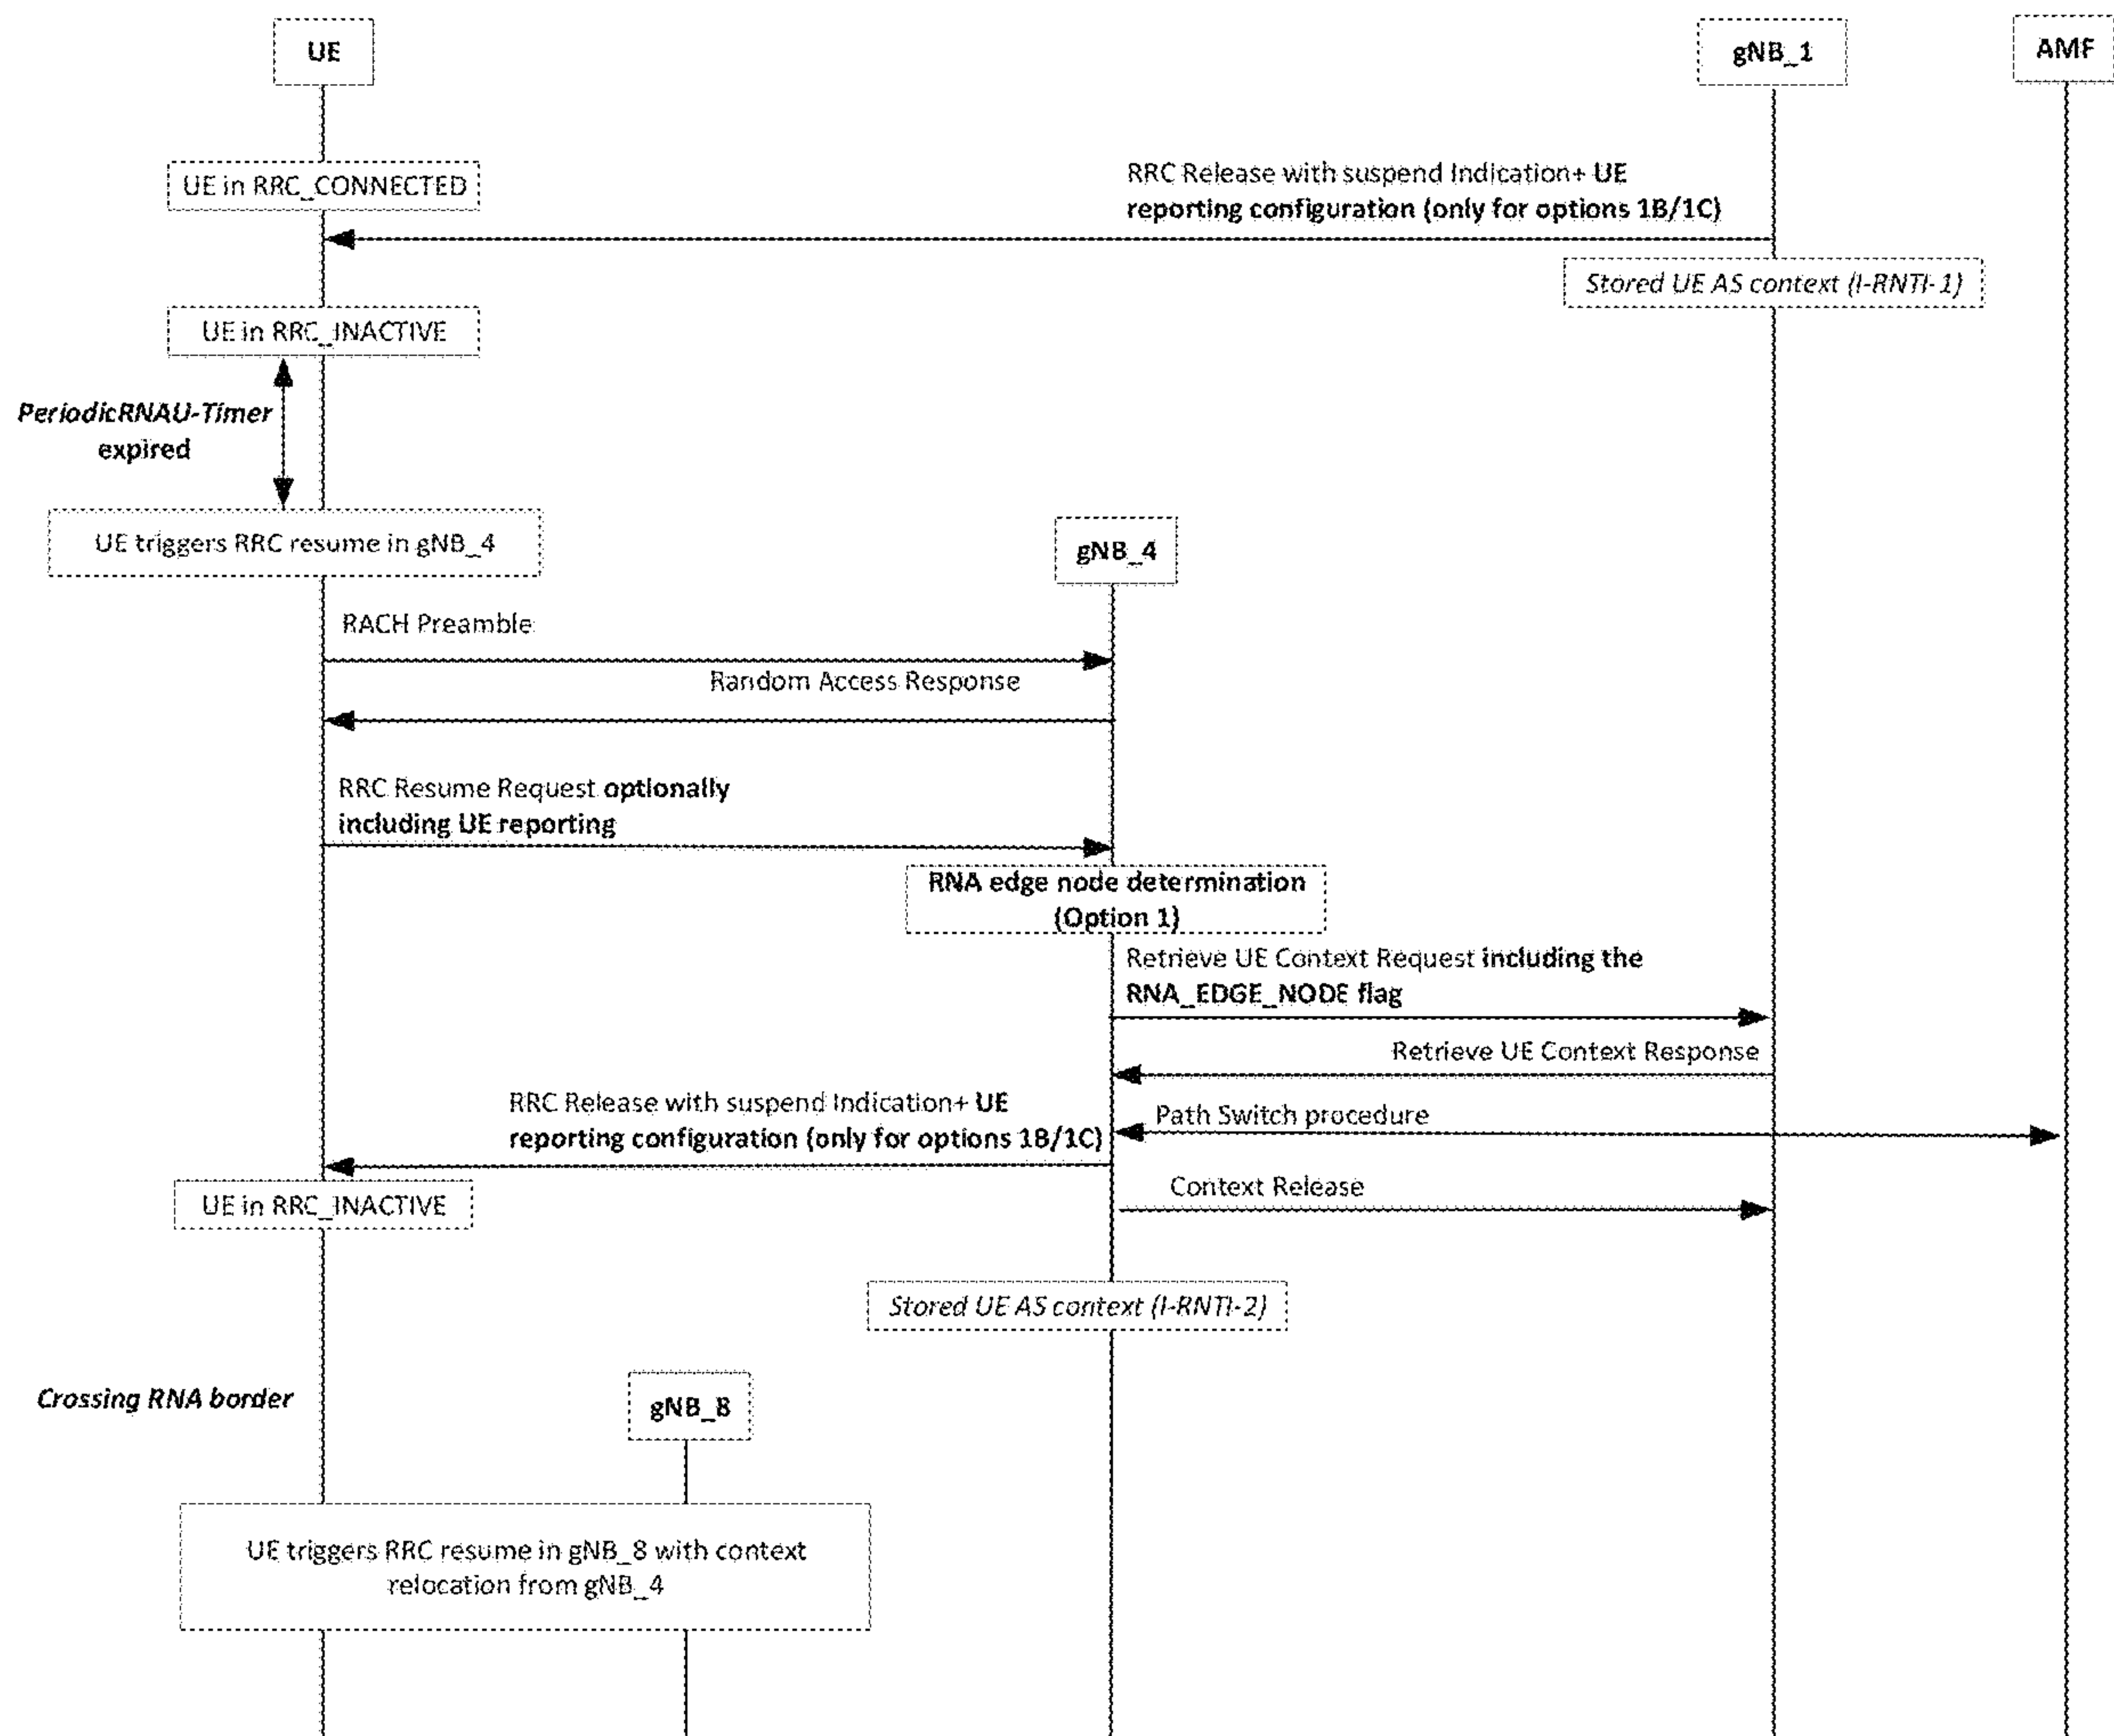 UE
gNB_1
AMF
UE in RRC_CONNECTED
RRC Release with suspend Indication+ UE
reporting configuration (only for options 1B/1C)
Stored UE AS context (I-RNTI-1)
UE in RRC_INACTIVE
PeriodicRNAU-Timer
expired
UE triggers RRC resume in gNB_4
gNB_4
RACH Preamble
Random Access Response
RRC Resume Request optionally
including UE reporting
RNA edge node determination
(Option 1)
Retrieve UE Context Request including the
RNA_EDGE_NODE flag
Retrieve UE Context Response
RRC Release with suspend Indication+ UE
reporting configuration (only for options 1B/1C)
Path Switch procedure
UE in RRC_INACTIVE
Context Release
Stored UE AS context (I-RNTI-2)
Crossing RNA border
gNB_8
UE triggers RRC resume in gNB_8 with context
relocation from gNB_4